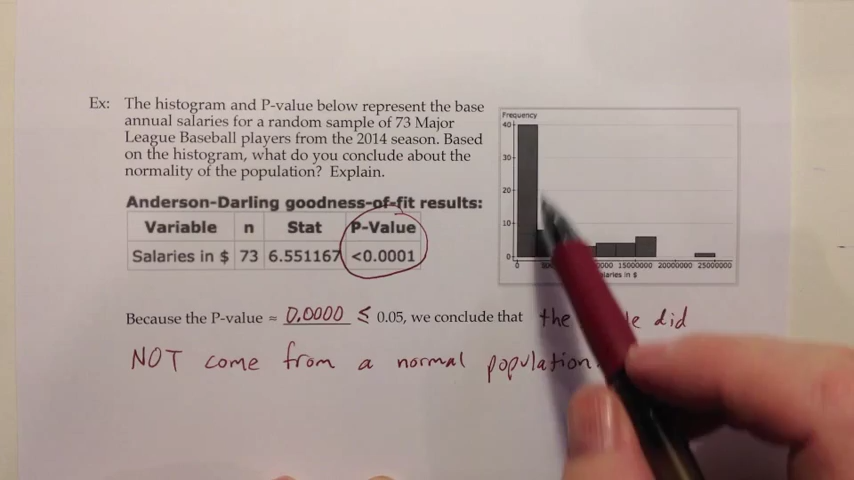 Ex: The histogram and P-value below represent the base
annual salaries for a random sample of 73 Major
League Baseball players from the 2014 season. Based
on the histogram, what do you conclude about the
normality of the population? Explain.
Anderson-Darling goodness-of-fit results:
Variable n Stat P-Value
Salaries in $ 73 6.551167 <0.0001
Because the P-value ≈ 0.0000 ≤ 0.05, we conclude that the did
NOT come from a normal population.
Frequency
40
30
20
10
0
0 15000000 20000000 25000000
in $